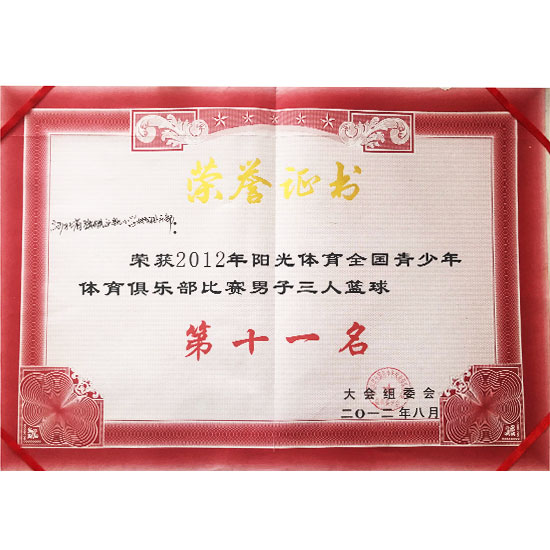 荣誉证书
荣获2012年阳光体育全国青少年
体育俱乐部比赛男子三人篮球
第十一名
大会组委会
二〇一二年八月